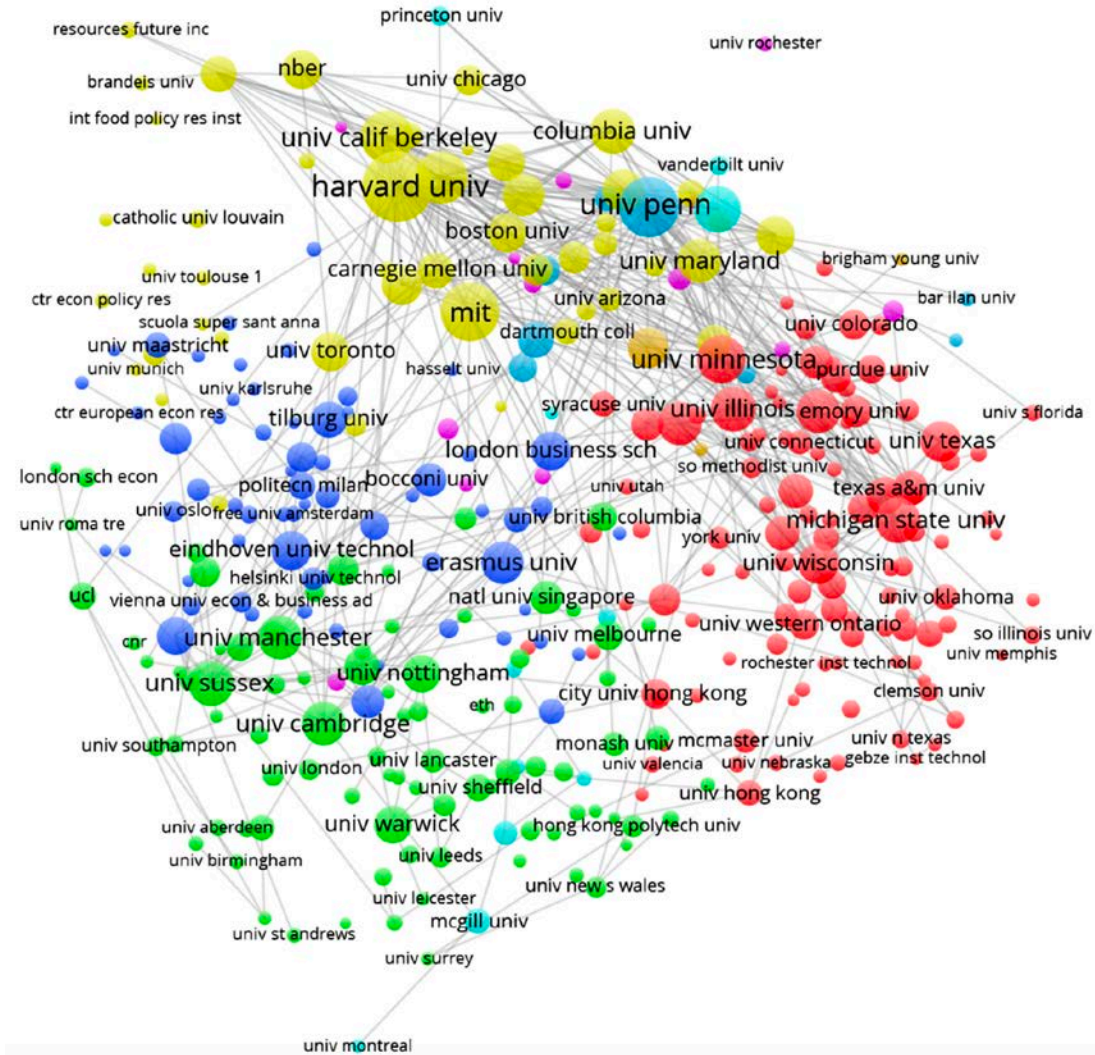 princeton univ
resources future inc
univ rochester
nber
brandeis univ
univ chicago
int food policy res inst
univ calif berkeley
columbia univ
vanderbilt univ
harvard univ
univ penn
catholic univ louvain
boston univ
brigham young univ
univ toulouse 1
carnegie mellon univ
univ maryland
ctr econ policy res
univ arizona
bar ilan univ
mit
scuola super sant anna
dartmouth coll
univ colorado
univ maastricht
univ toronto
univ minnesota
purdue univ
univ munich
hasselt univ
univ karlsruhe
ctr european econ res
syracuse univ
univ illinois
emory univ
univ s florida
tilburg univ
univ connecticut
univ texas
london business sch
so methodist univ
london sch econ
bocconi univ
politecn milan
univ utah
texas a&m univ
univ oslo
free univ amsterdam
univ british columbia
michigan state univ
univ roma tre
york univ
eindhoven univ technol
erasmus univ
univ wisconsin
helsinki univ technol
ucl
vienna univ econ & business ad
natl univ singapore
univ oklahoma
univ manchester
univ melbourne
univ western ontario
so illinois univ
cnr
univ memphis
univ nottingham
rochester inst technol
univ sussex
city univ hong kong
clemson univ
eth
univ cambridge
univ southampton
monash univ
mcmaster univ
univ n texas
univ lancaster
gebze inst technol
univ london
univ valencia
univ nebraska
univ sheffield
univ hong kong
univ warwick
univ aberdeen
hong kong polytech univ
univ birmingham
univ leeds
univ new s wales
univ leicester
mcgill univ
univ st andrews
univ surrey
univ montreal